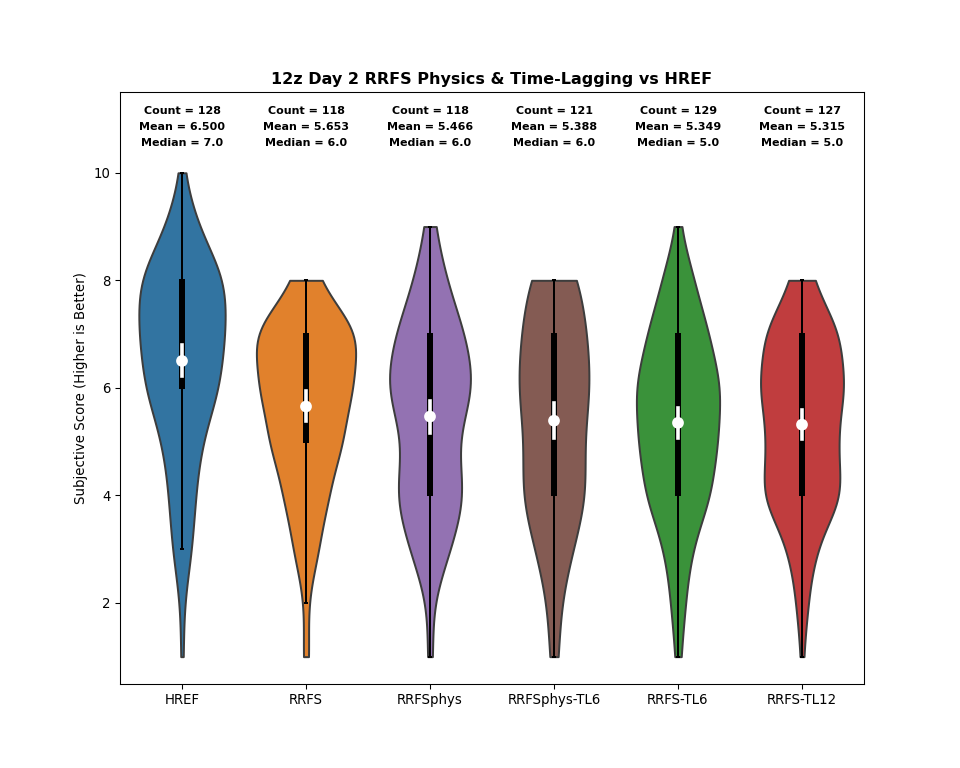 12z Day 2 RRFS Physics & Time-Lagging vs HREF
Count = 128 Count = 118 Count = 118 Count = 121 Count = 129 Count = 127
Mean = 6.500 Mean = 5.653 Mean = 5.466 Mean = 5.388 Mean = 5.349 Mean = 5.315
Median = 7.0 Median = 6.0 Median = 6.0 Median = 6.0 Median = 5.0 Median = 5.0
10
8
6
4
2
Subjective Score (Higher is Better)
HREF RRFS RRFSphys RRFSphys-TL6 RRFS-TL6 RRFS-TL12